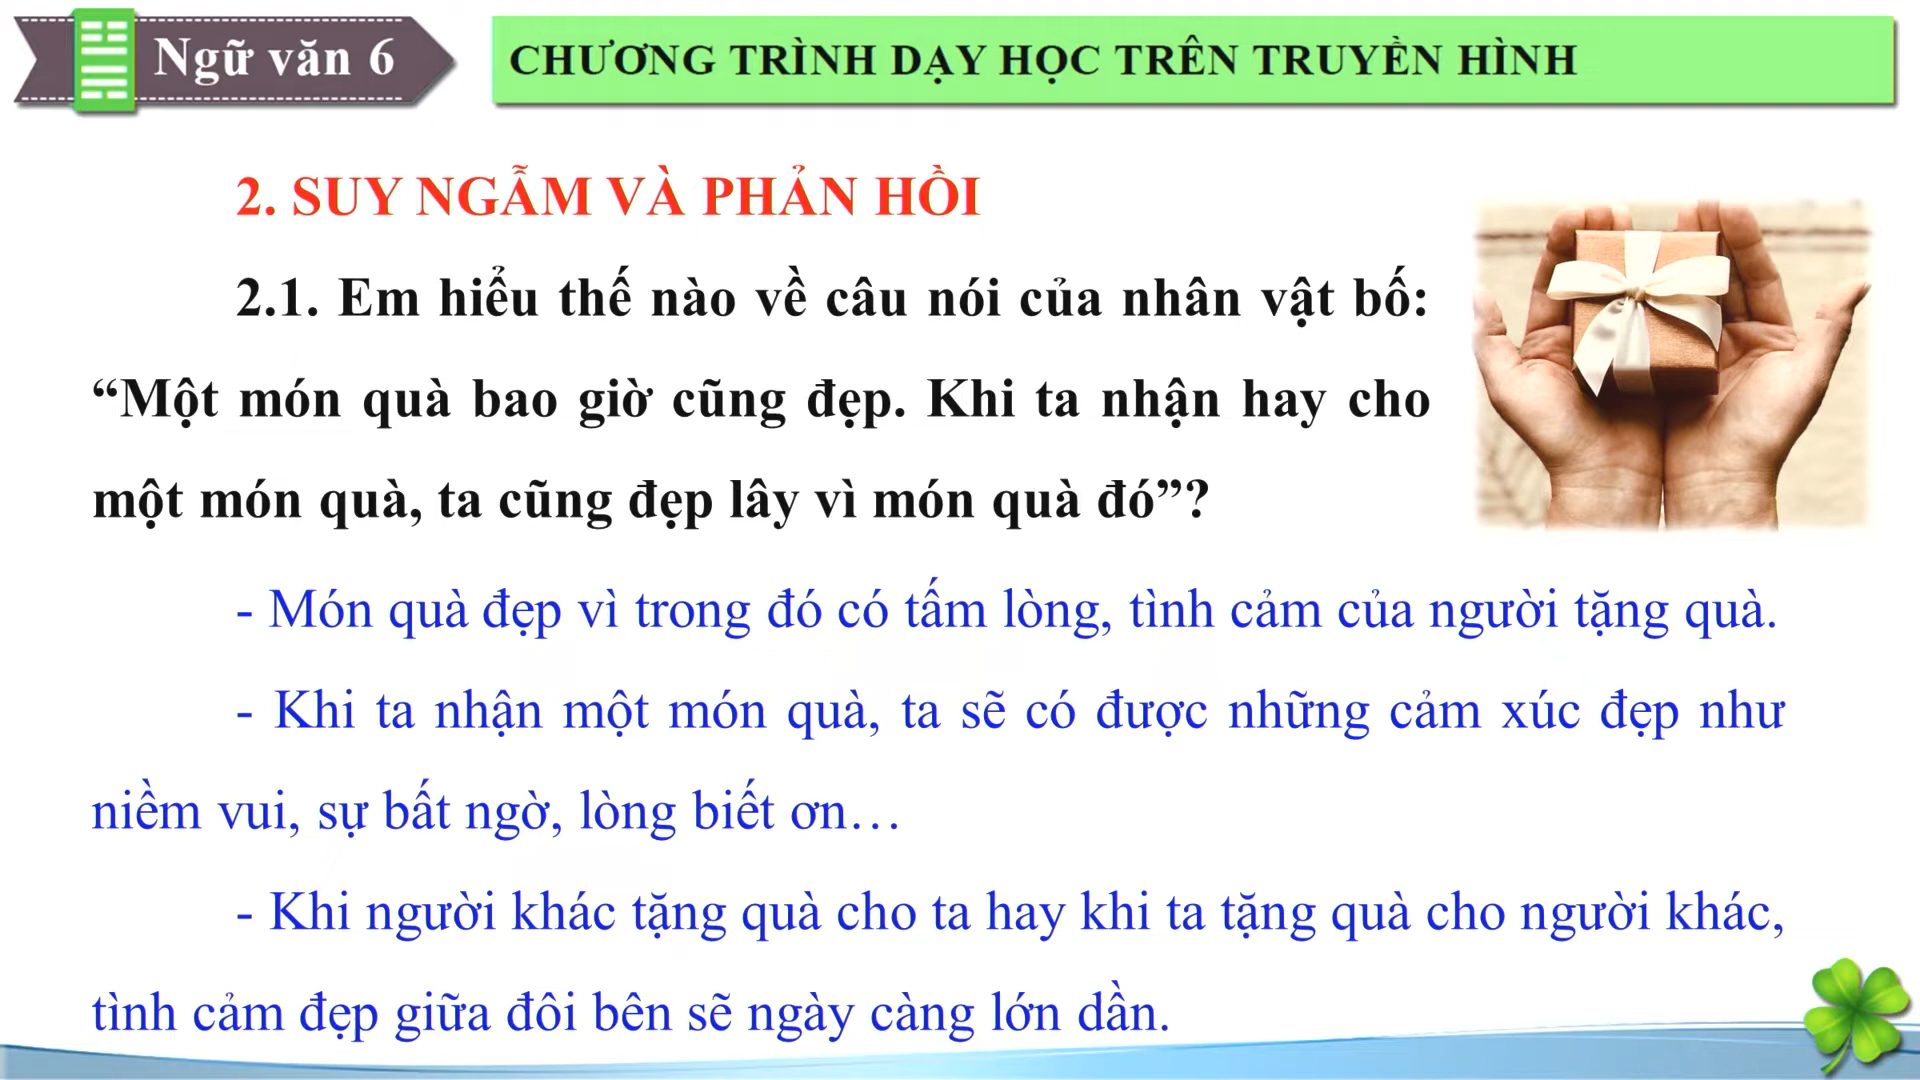 Ngữ văn 6
CHƯƠNG TRÌNH DẠY HỌC TRÊN TRUYỀN HÌNH
2. SUY NGẪM VÀ PHẢN HỒI
2.1. Em hiểu thế nào về câu nói của nhân vật bố:
“Một món quà bao giờ cũng đẹp. Khi ta nhận hay cho
một món quà, ta cũng đẹp lây vì món quà đó”?
- Món quà đẹp vì trong đó có tấm lòng, tình cảm của người tặng quà.
- Khi ta nhận một món quà, ta sẽ có được những cảm xúc đẹp như
niềm vui, sự bất ngờ, lòng biết ơn…
- Khi người khác tặng quà cho ta hay khi ta tặng quà cho người khác,
tình cảm đẹp giữa đôi bên sẽ ngày càng lớn dần.